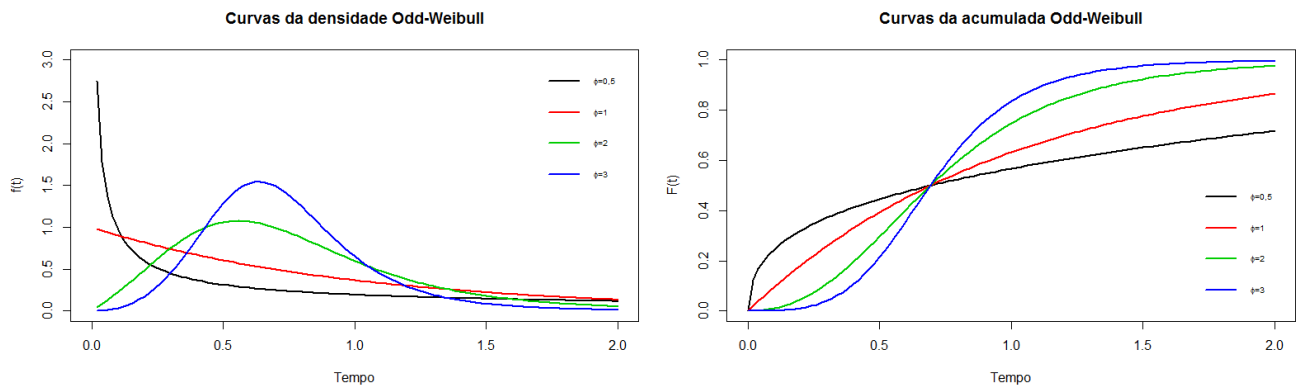 Curvas da densidade Odd-Weibull
f(t)
3.0
2.5
2.0
1.5
1.0
0.5
0.0
ϕ=0,5
ϕ=1
ϕ=2
ϕ=3
0.0 0.5 1.0 1.5 2.0
Tempo
Curvas da acumulada Odd-Weibull
F(t)
1.0
0.8
0.6
0.4
0.2
0.0
ϕ=0,5
ϕ=1
ϕ=2
ϕ=3
0.0 0.5 1.0 1.5 2.0
Tempo